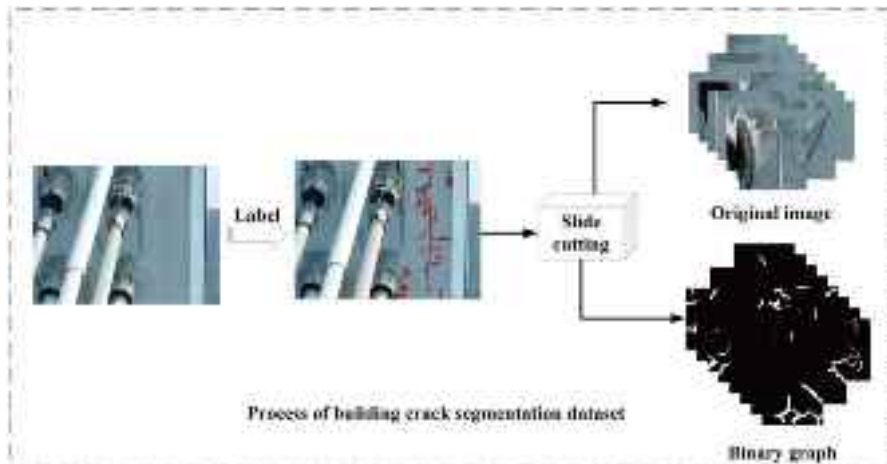 Label
Slide
cutting
Original image
Process of building crack segmentation dataset
Binary graph